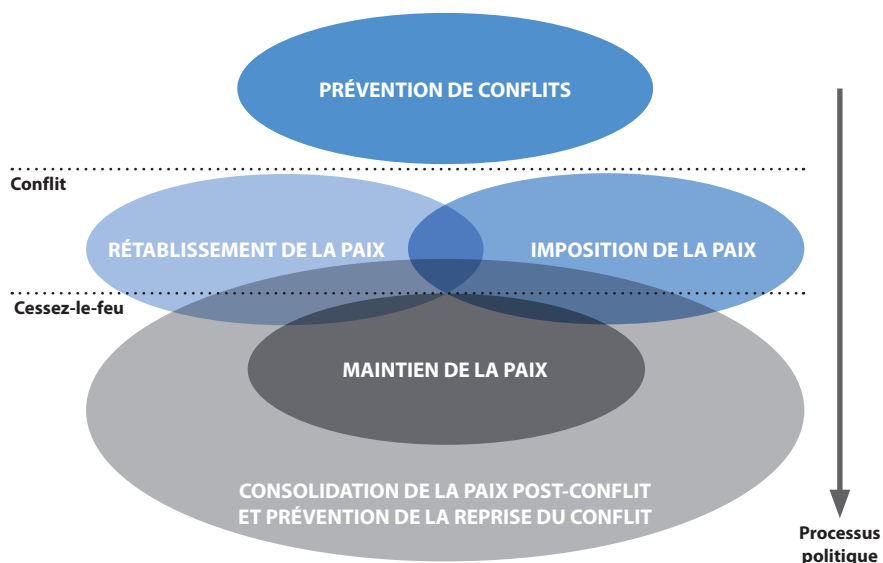 PRÉVENTION DE CONFLITS
Conflit
RÉTABLISSEMENT DE LA PAIX
IMPOSITION DE LA PAIX
Cessez-le-feu
MAINTIEN DE LA PAIX
CONSOLIDATION DE LA PAIX POST-CONFLIT
ET PRÉVENTION DE LA REPRISE DU CONFLIT
Processus
politique